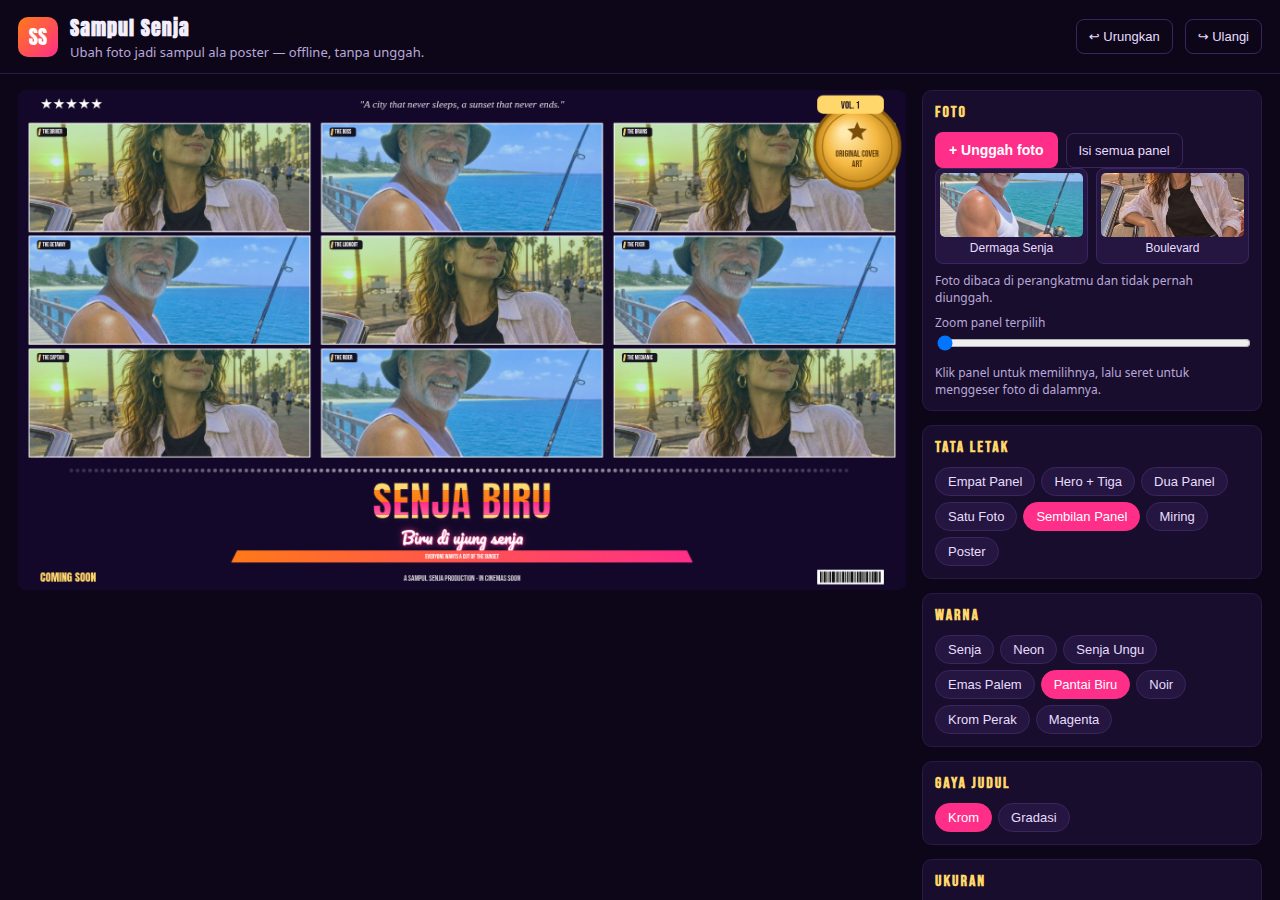 SS
Sampul Senja
Ubah foto jadi sampul ala poster — offline, tanpa unggah.
↩ Urungkan
↪ Ulangi
★★★★★
"A city that never sleeps, a sunset that never ends."
VOL. 1
ORIGINAL COVER
ART
THE DRIVER
THE BOSS
THE BRAINS
THE GETAWAY
THE LOOKOUT
THE FIXER
THE CAPTAIN
THE RIDER
THE MECHANIC
SENJA BIRU
Biru di ujung senja
EVERYONE WANTS A CUT OF THE SUNSET
COMING SOON
A SAMPUL SENJA PRODUCTION · IN CINEMAS SOON
FOTO
+ Unggah foto
Isi semua panel
Dermaga Senja
Boulevard
Foto dibaca di perangkatmu dan tidak pernah
diunggah.
Zoom panel terpilih
Klik panel untuk memilihnya, lalu seret untuk
menggeser foto di dalamnya.
TATA LETAK
Empat Panel
Hero + Tiga
Dua Panel
Satu Foto
Sembilan Panel
Miring
Poster
WARNA
Senja
Neon
Senja Ungu
Emas Palem
Pantai Biru
Noir
Krom Perak
Magenta
GAYA JUDUL
Krom
Gradasi
UKURAN